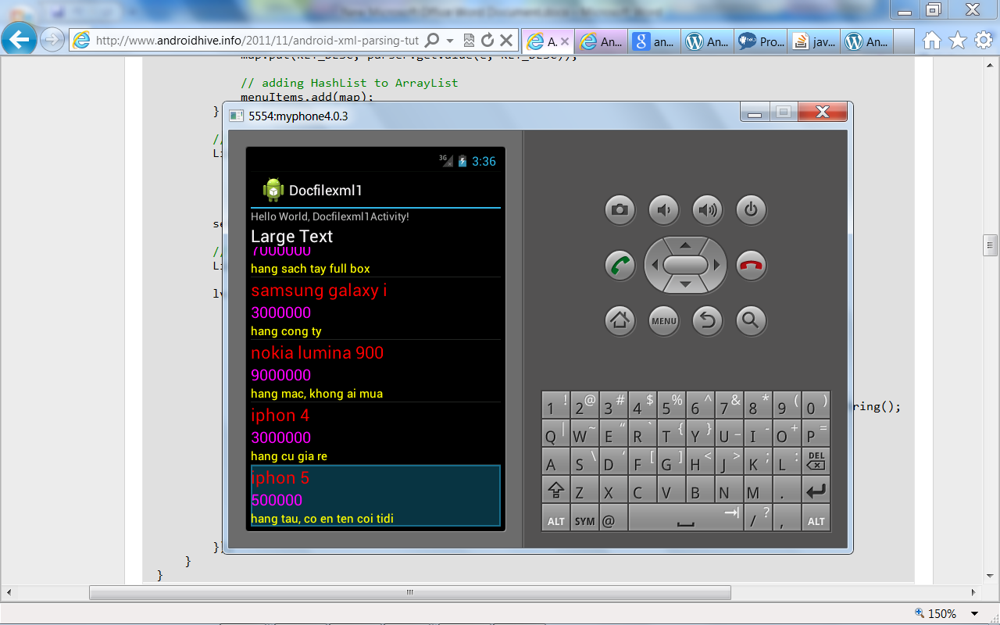 http://www.androidhive.info/2011/11/android-xml-parsing-tut
A...
An...
an...
An...
Pro...
jav...
An...
map.put(KEY_DESC, parser.getValue(e, KEY_DESC));
// adding HashList to ArrayList
menuItems.add(map);
}
5554:myphone4.0.3
//
Li
se
//
Li
lv
ring();
3G 3:36
Docfilexml1
Hello World, Docfilexml1Activity!
Large Text
7000000
hang sach tay full box
samsung galaxy i
3000000
hang cong ty
nokia lumina 900
9000000
hang mac, khong ai mua
iphon 4
3000000
hang cu gia re
iphon 5
500000
hang tau, co en ten coi tidi
MENU
1 ! 2 @ 3 # 4 $ 5 % 6 ^ 7 & 8 * 9 ( 0 )
Q | W ~ E “ R ` T { Y } U _ I - O + P =
A S \ D ' F [ G ] H < J > K ; L : DEL
Z X C V B N M .
ALT SYM @ / ? , ALT
})
}
}
150%